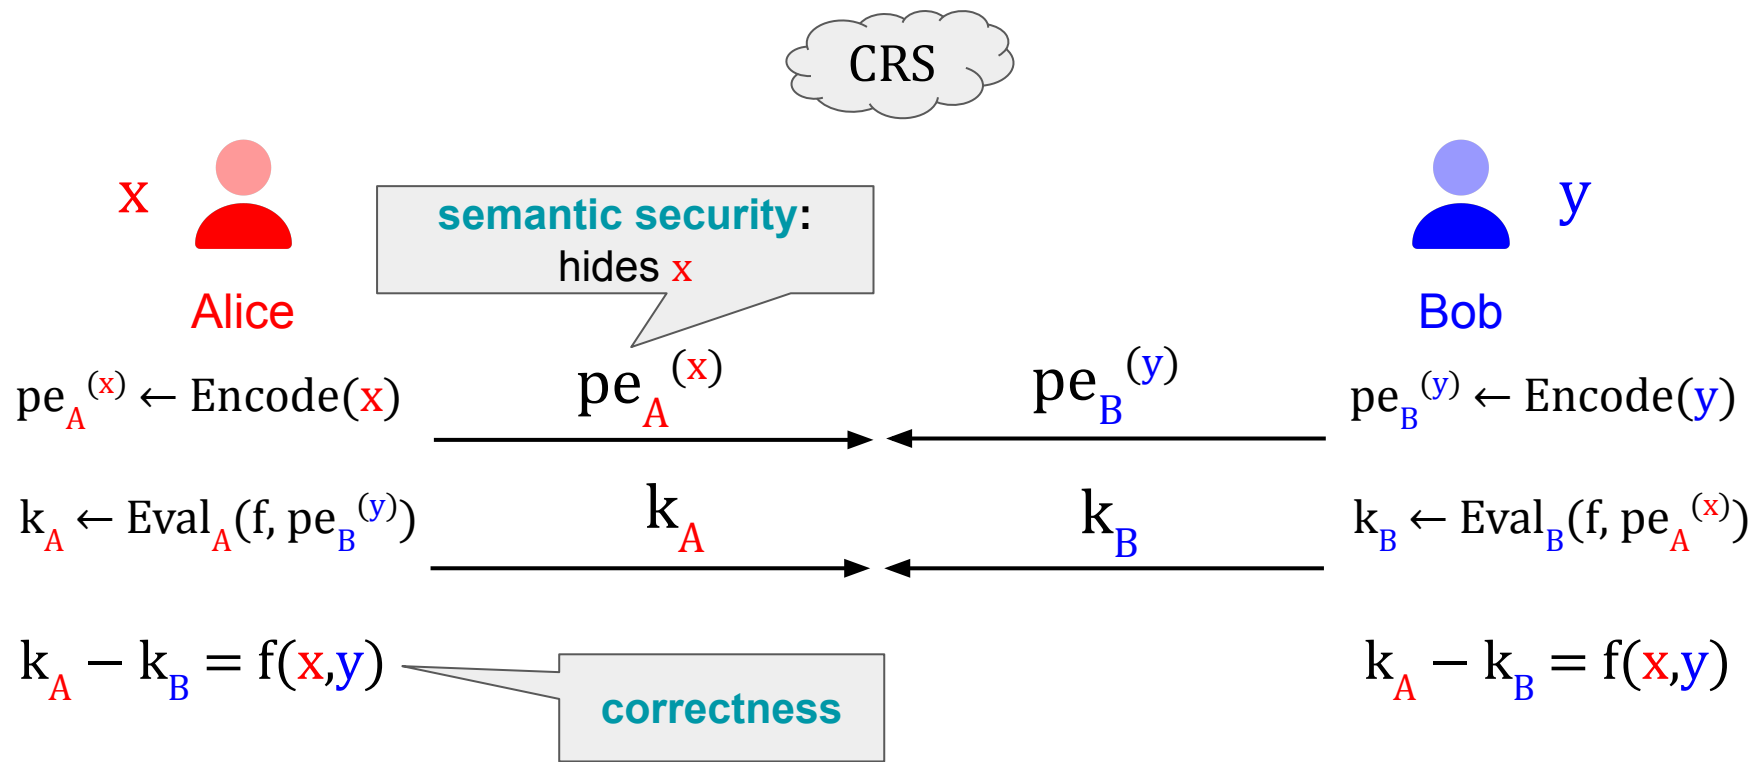 CRS
x
semantic security:
hides x
y
Alice
Bob
pe_A^(x) ← Encode(x)
pe_A^(x)
pe_B^(y)
pe_B^(y) ← Encode(y)
k_A ← Eval_A(f, pe_B^(y))
k_A
k_B
k_B ← Eval_B(f, pe_A^(x))
k_A − k_B = f(x,y)
correctness
k_A − k_B = f(x,y)